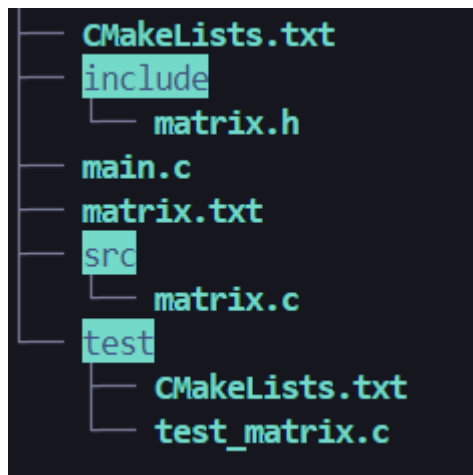 CMakeLists.txt
include
matrix.h
main.c
matrix.txt
src
matrix.c
test
CMakeLists.txt
test_matrix.c